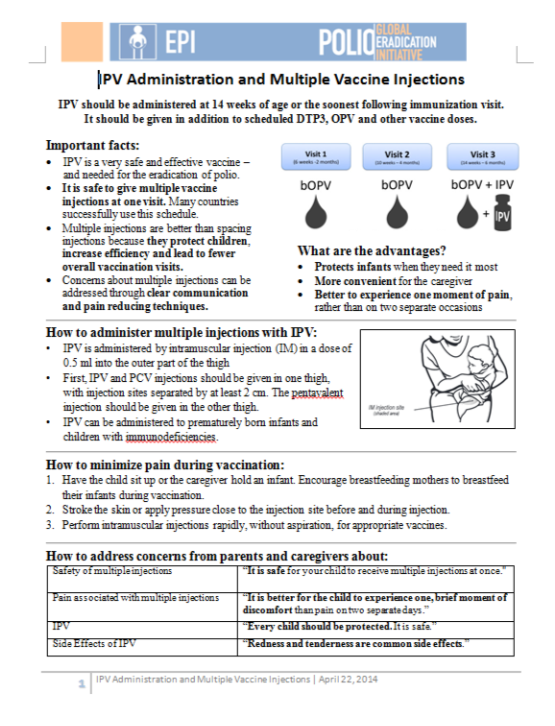 EPI
POLIO GLOBAL
ERADICATION
INITIATIVE
IPV Administration and Multiple Vaccine Injections
IPV should be administered at 14 weeks of age or the soonest following immunization visit.
It should be given in addition to scheduled DTP3, OPV and other vaccine doses.
Important facts:
• IPV is a very safe and effective vaccine –
and needed for the eradication of polio.
• It is safe to give multiple vaccine
injections at one visit. Many countries
successfully use this schedule.
• Multiple injections are better than spacing
injections because they protect children,
increase efficiency and lead to fewer
overall vaccination visits.
• Concerns about multiple injections can be
addressed through clear communication
and pain reducing techniques.
Visit 1
(6 weeks -2 months)
Visit 2
(10 weeks – 4 months)
Visit 3
(14 weeks – 6 months)
bOPV
bOPV
bOPV + IPV
+ IPV
What are the advantages?
• Protects infants when they need it most
• More convenient for the caregiver
• Better to experience one moment of pain,
rather than on two separate occasions
How to administer multiple injections with IPV:
• IPV is administered by intramuscular injection (IM) in a dose of
0.5 ml into the outer part of the thigh
• First, IPV and PCV injections should be given in one thigh,
with injection sites separated by at least 2 cm. The pentavalent
injection should be given in the other thigh.
• IPV can be administered to prematurely born infants and
children with immunodeficiencies.
IM injection site
(shaded area)
How to minimize pain during vaccination:
1. Have the child sit up or the caregiver hold an infant. Encourage breastfeeding mothers to breastfeed
their infants during vaccination.
2. Stroke the skin or apply pressure close to the injection site before and during injection.
3. Perform intramuscular injections rapidly, without aspiration, for appropriate vaccines.
How to address concerns from parents and caregivers about:
Safety of multiple injections
"It is safe for your child to receive multiple injections at once."
Pain associated with multiple injections
"It is better for the child to experience one, brief moment of
discomfort than pain on two separate days."
IPV
"Every child should be protected. It is safe."
Side Effects of IPV
"Redness and tenderness are common side effects."
1 IPV Administration and Multiple Vaccine Injections | April 22, 2014